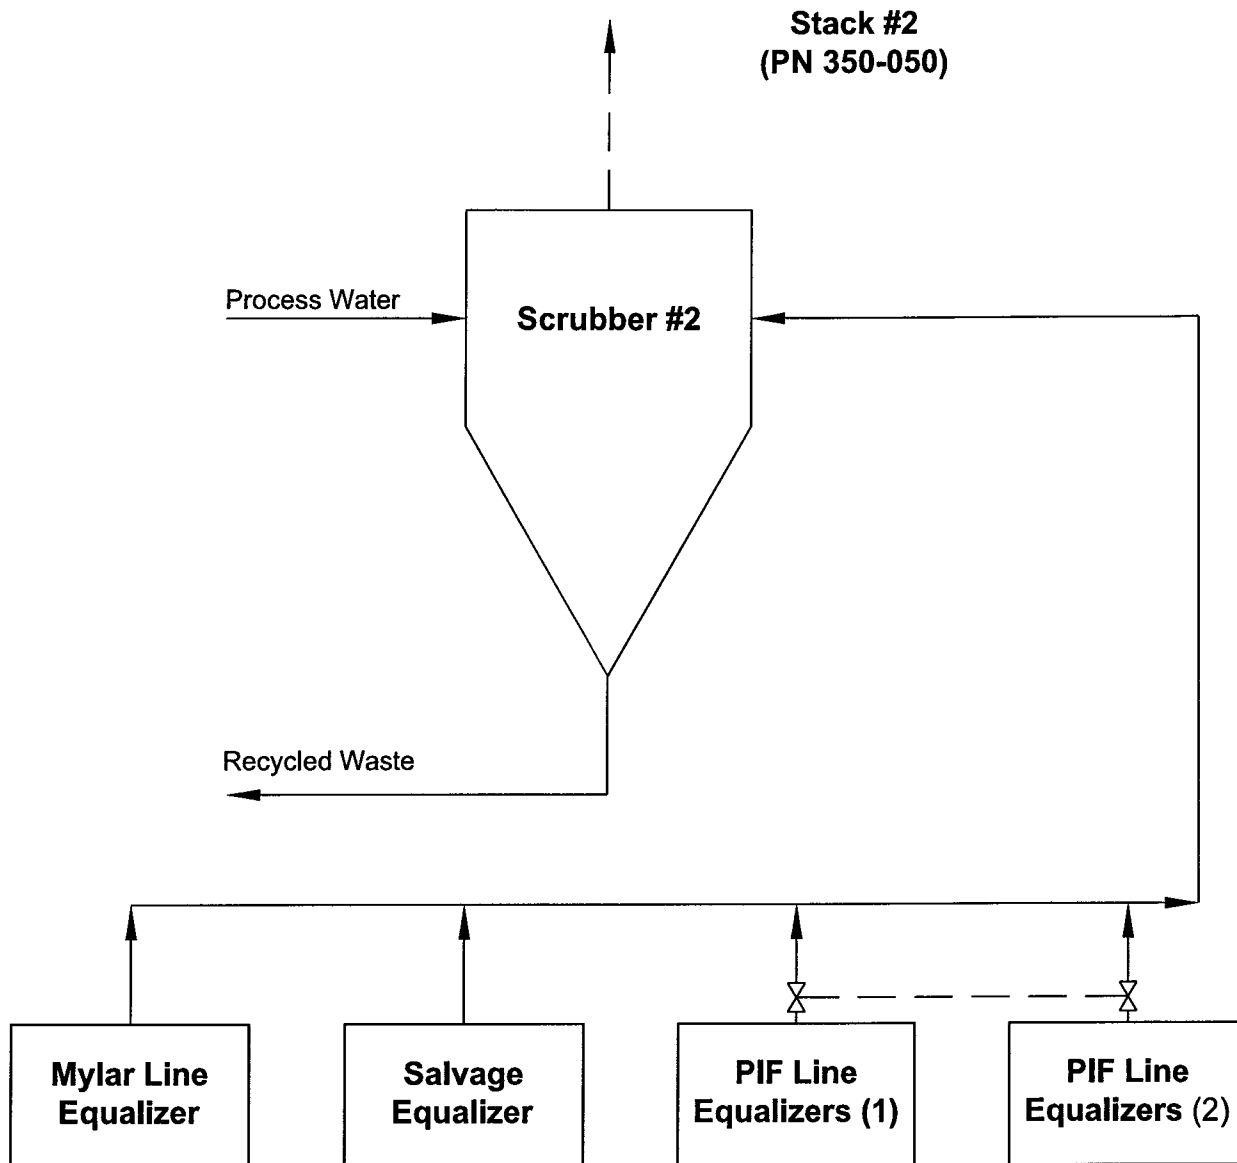 Stack #2
(PN 350-050)
Process Water
Scrubber #2
Recycled Waste
Mylar Line
Equalizer
Salvage
Equalizer
PIF Line
Equalizers (1)
PIF Line
Equalizers (2)